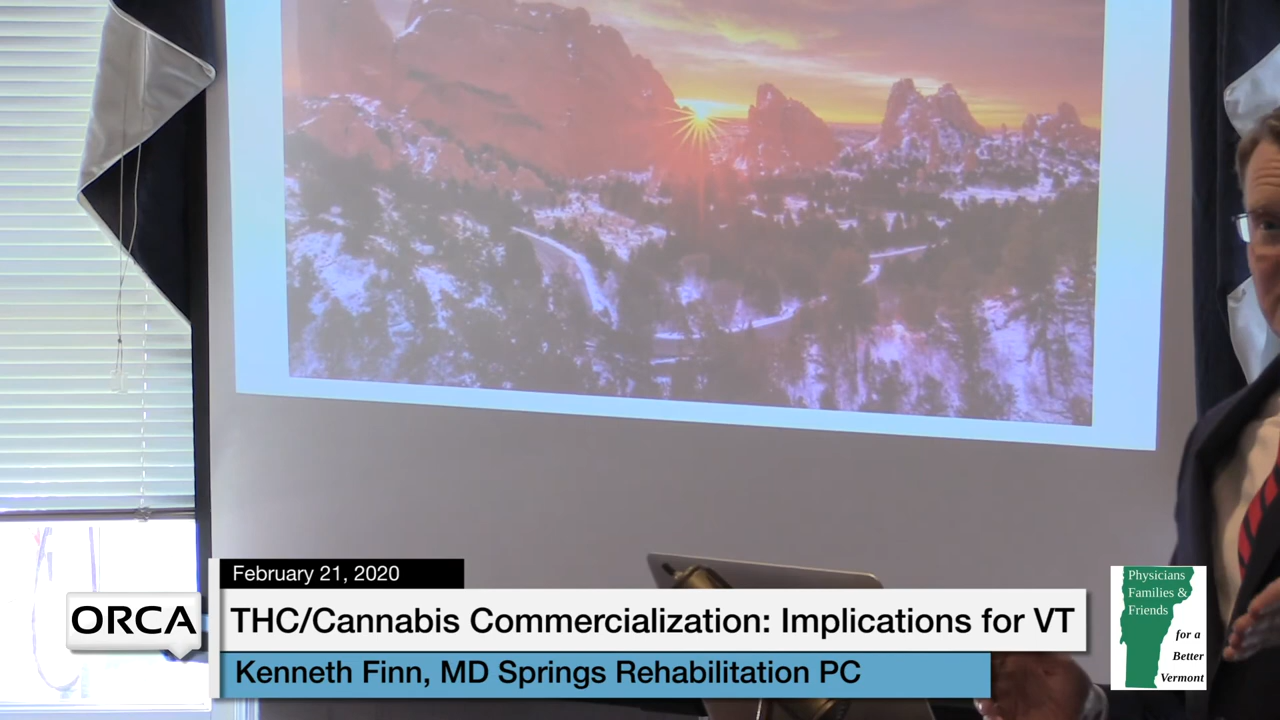 February 21, 2020
ORCA
THC/Cannabis Commercialization: Implications for VT
Kenneth Finn, MD Springs Rehabilitation PC
Physicians
Families &
Friends
for a
Better
Vermont